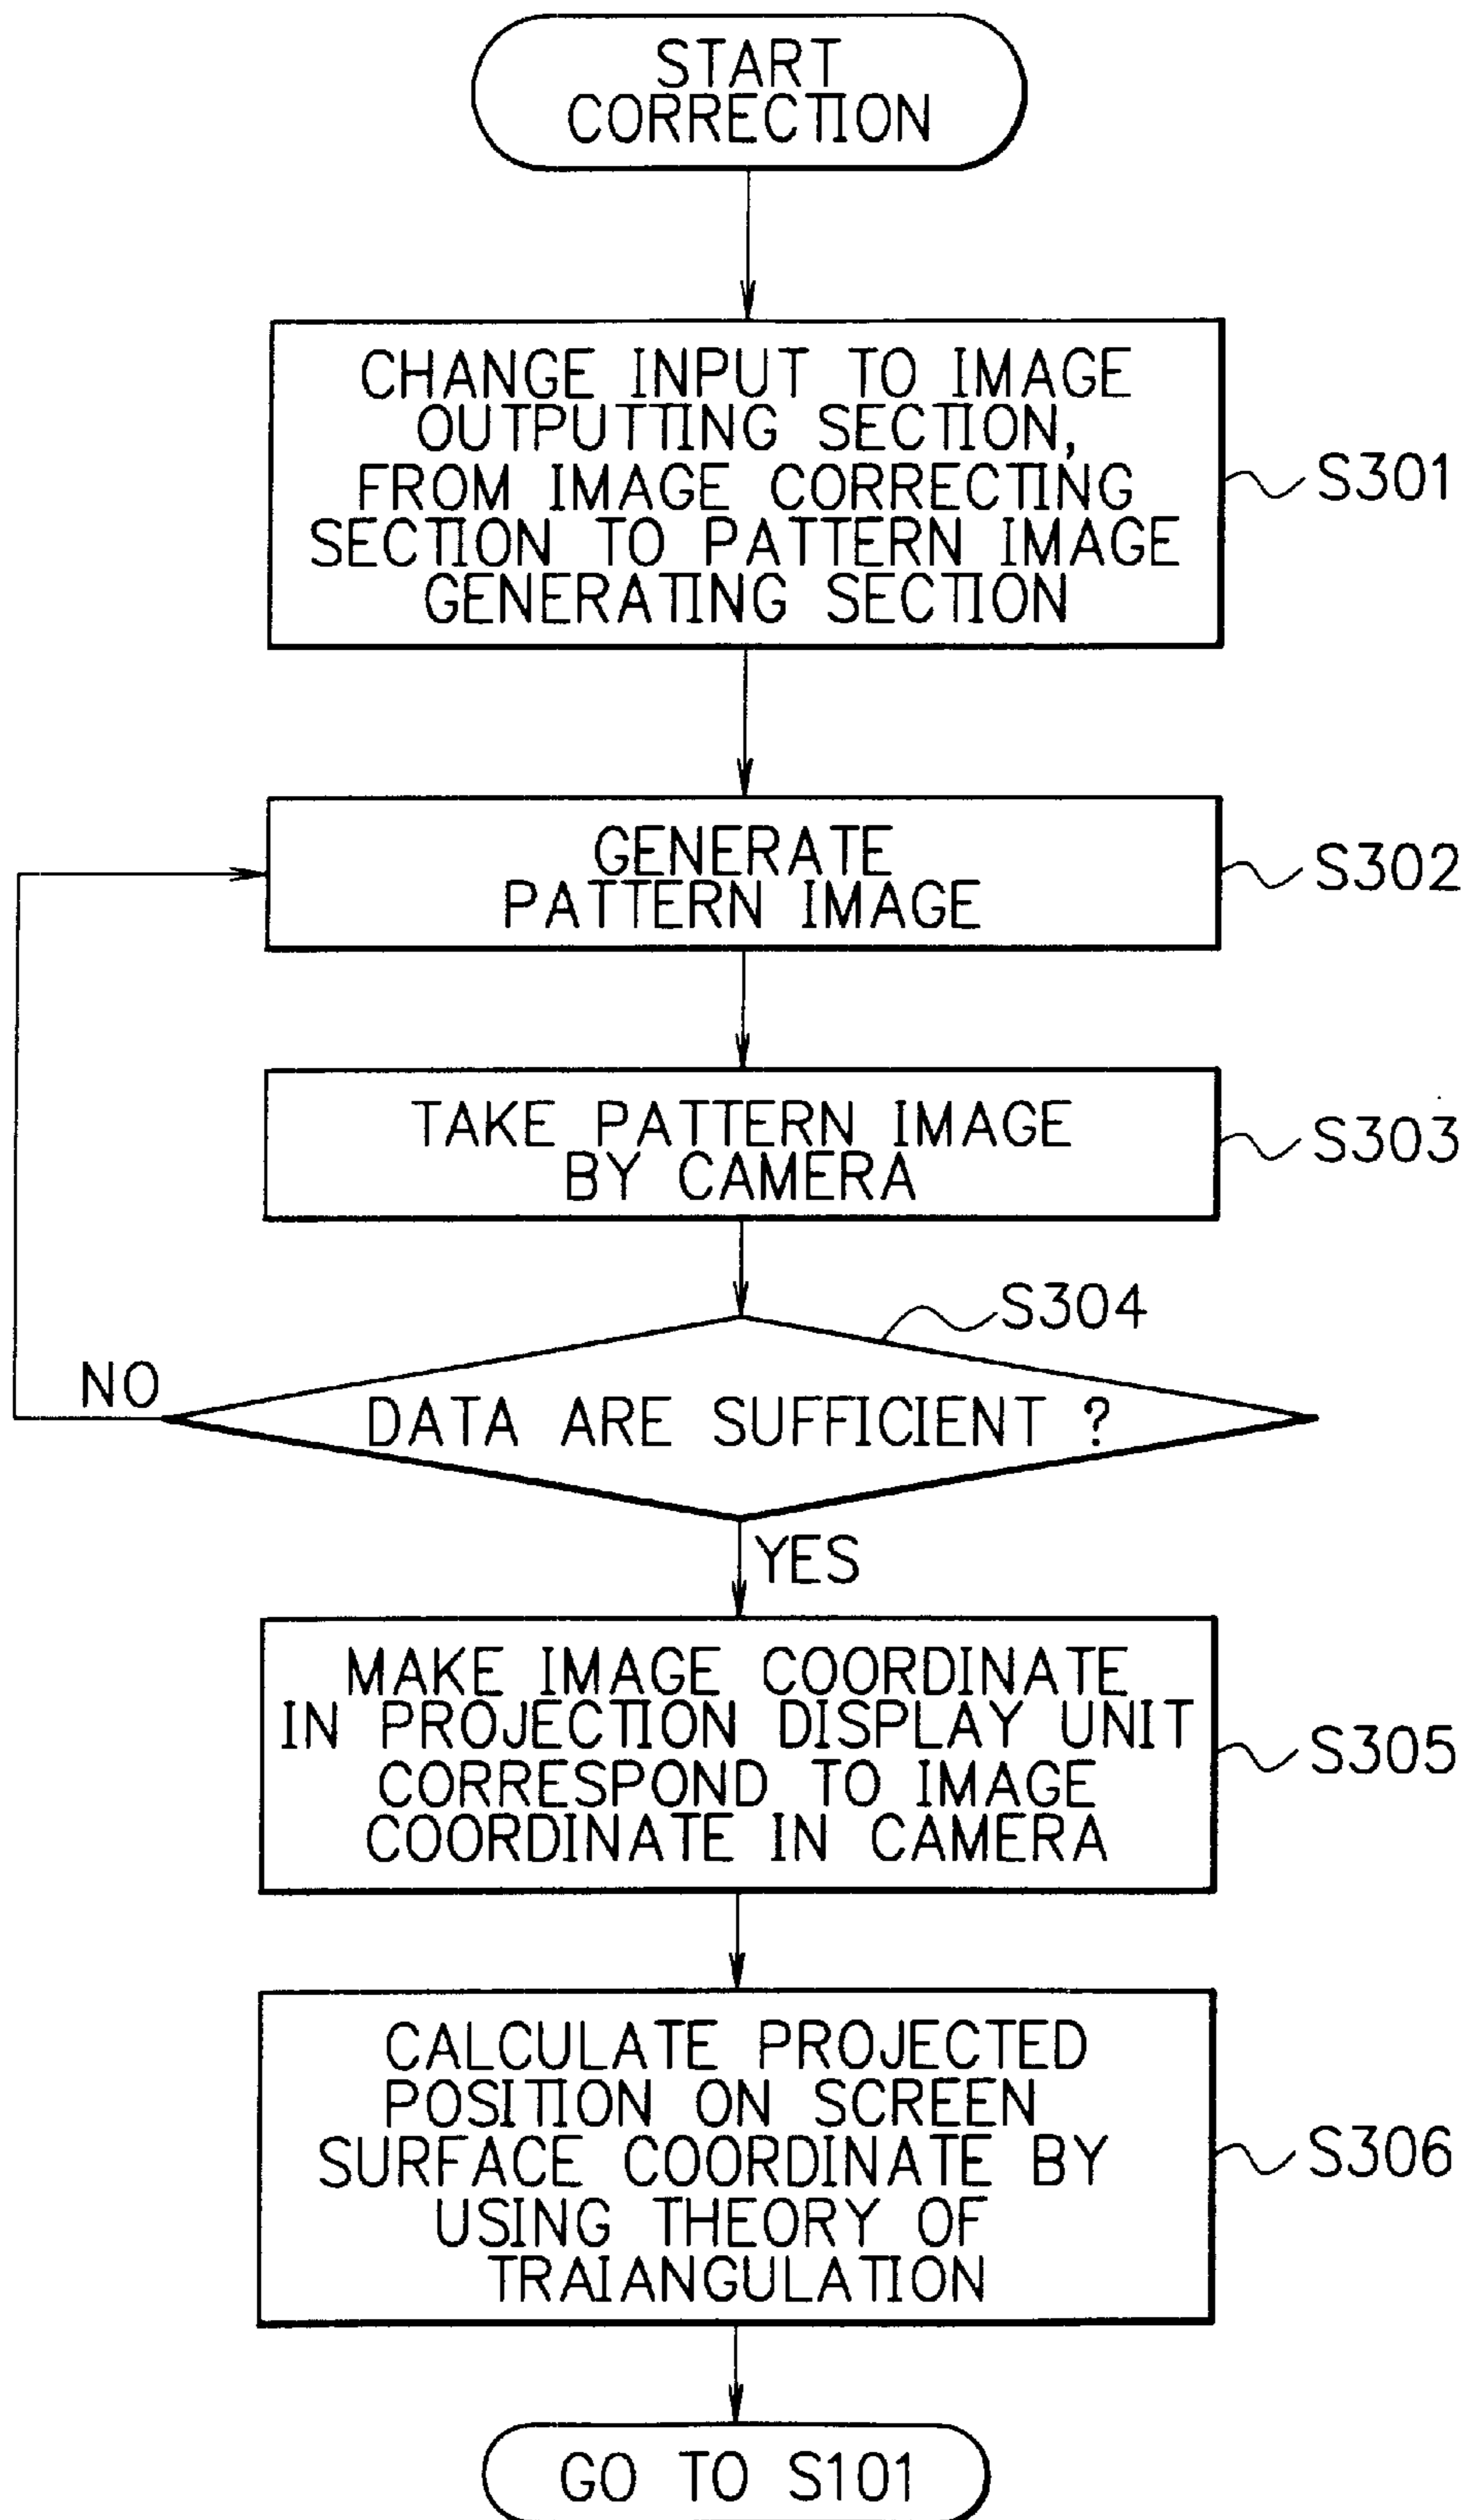 START
CORRECTION
CHANGE INPUT TO IMAGE
OUTPUTTING SECTION,
FROM IMAGE CORRECTING
SECTION TO PATTERN IMAGE
GENERATING SECTION
S301
GENERATE
PATTERN IMAGE
S302
TAKE PATTERN IMAGE
BY CAMERA
S303
S304
NO
DATA ARE SUFFICIENT ?
YES
MAKE IMAGE COORDINATE
IN PROJECTION DISPLAY UNIT
CORRESPOND TO IMAGE
COORDINATE IN CAMERA
S305
CALCULATE PROJECTED
POSITION ON SCREEN
SURFACE COORDINATE BY
USING THEORY OF
TRAIANGULATION
S306
GO TO S101